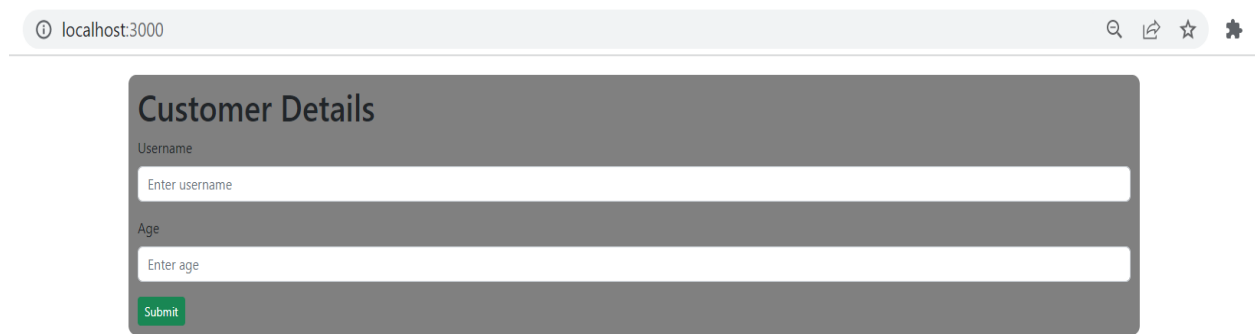 localhost:3000
Customer Details
Username
Enter username
Age
Enter age
Submit